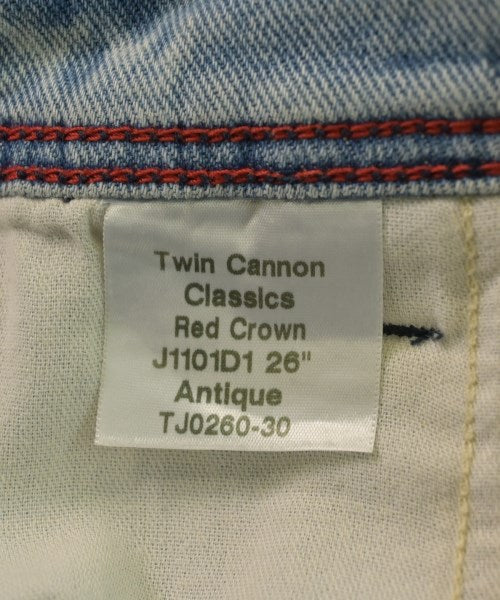 Twin Cannon
Classics
Red Crown
J1101D1 26"
Antique
TJ0260-30